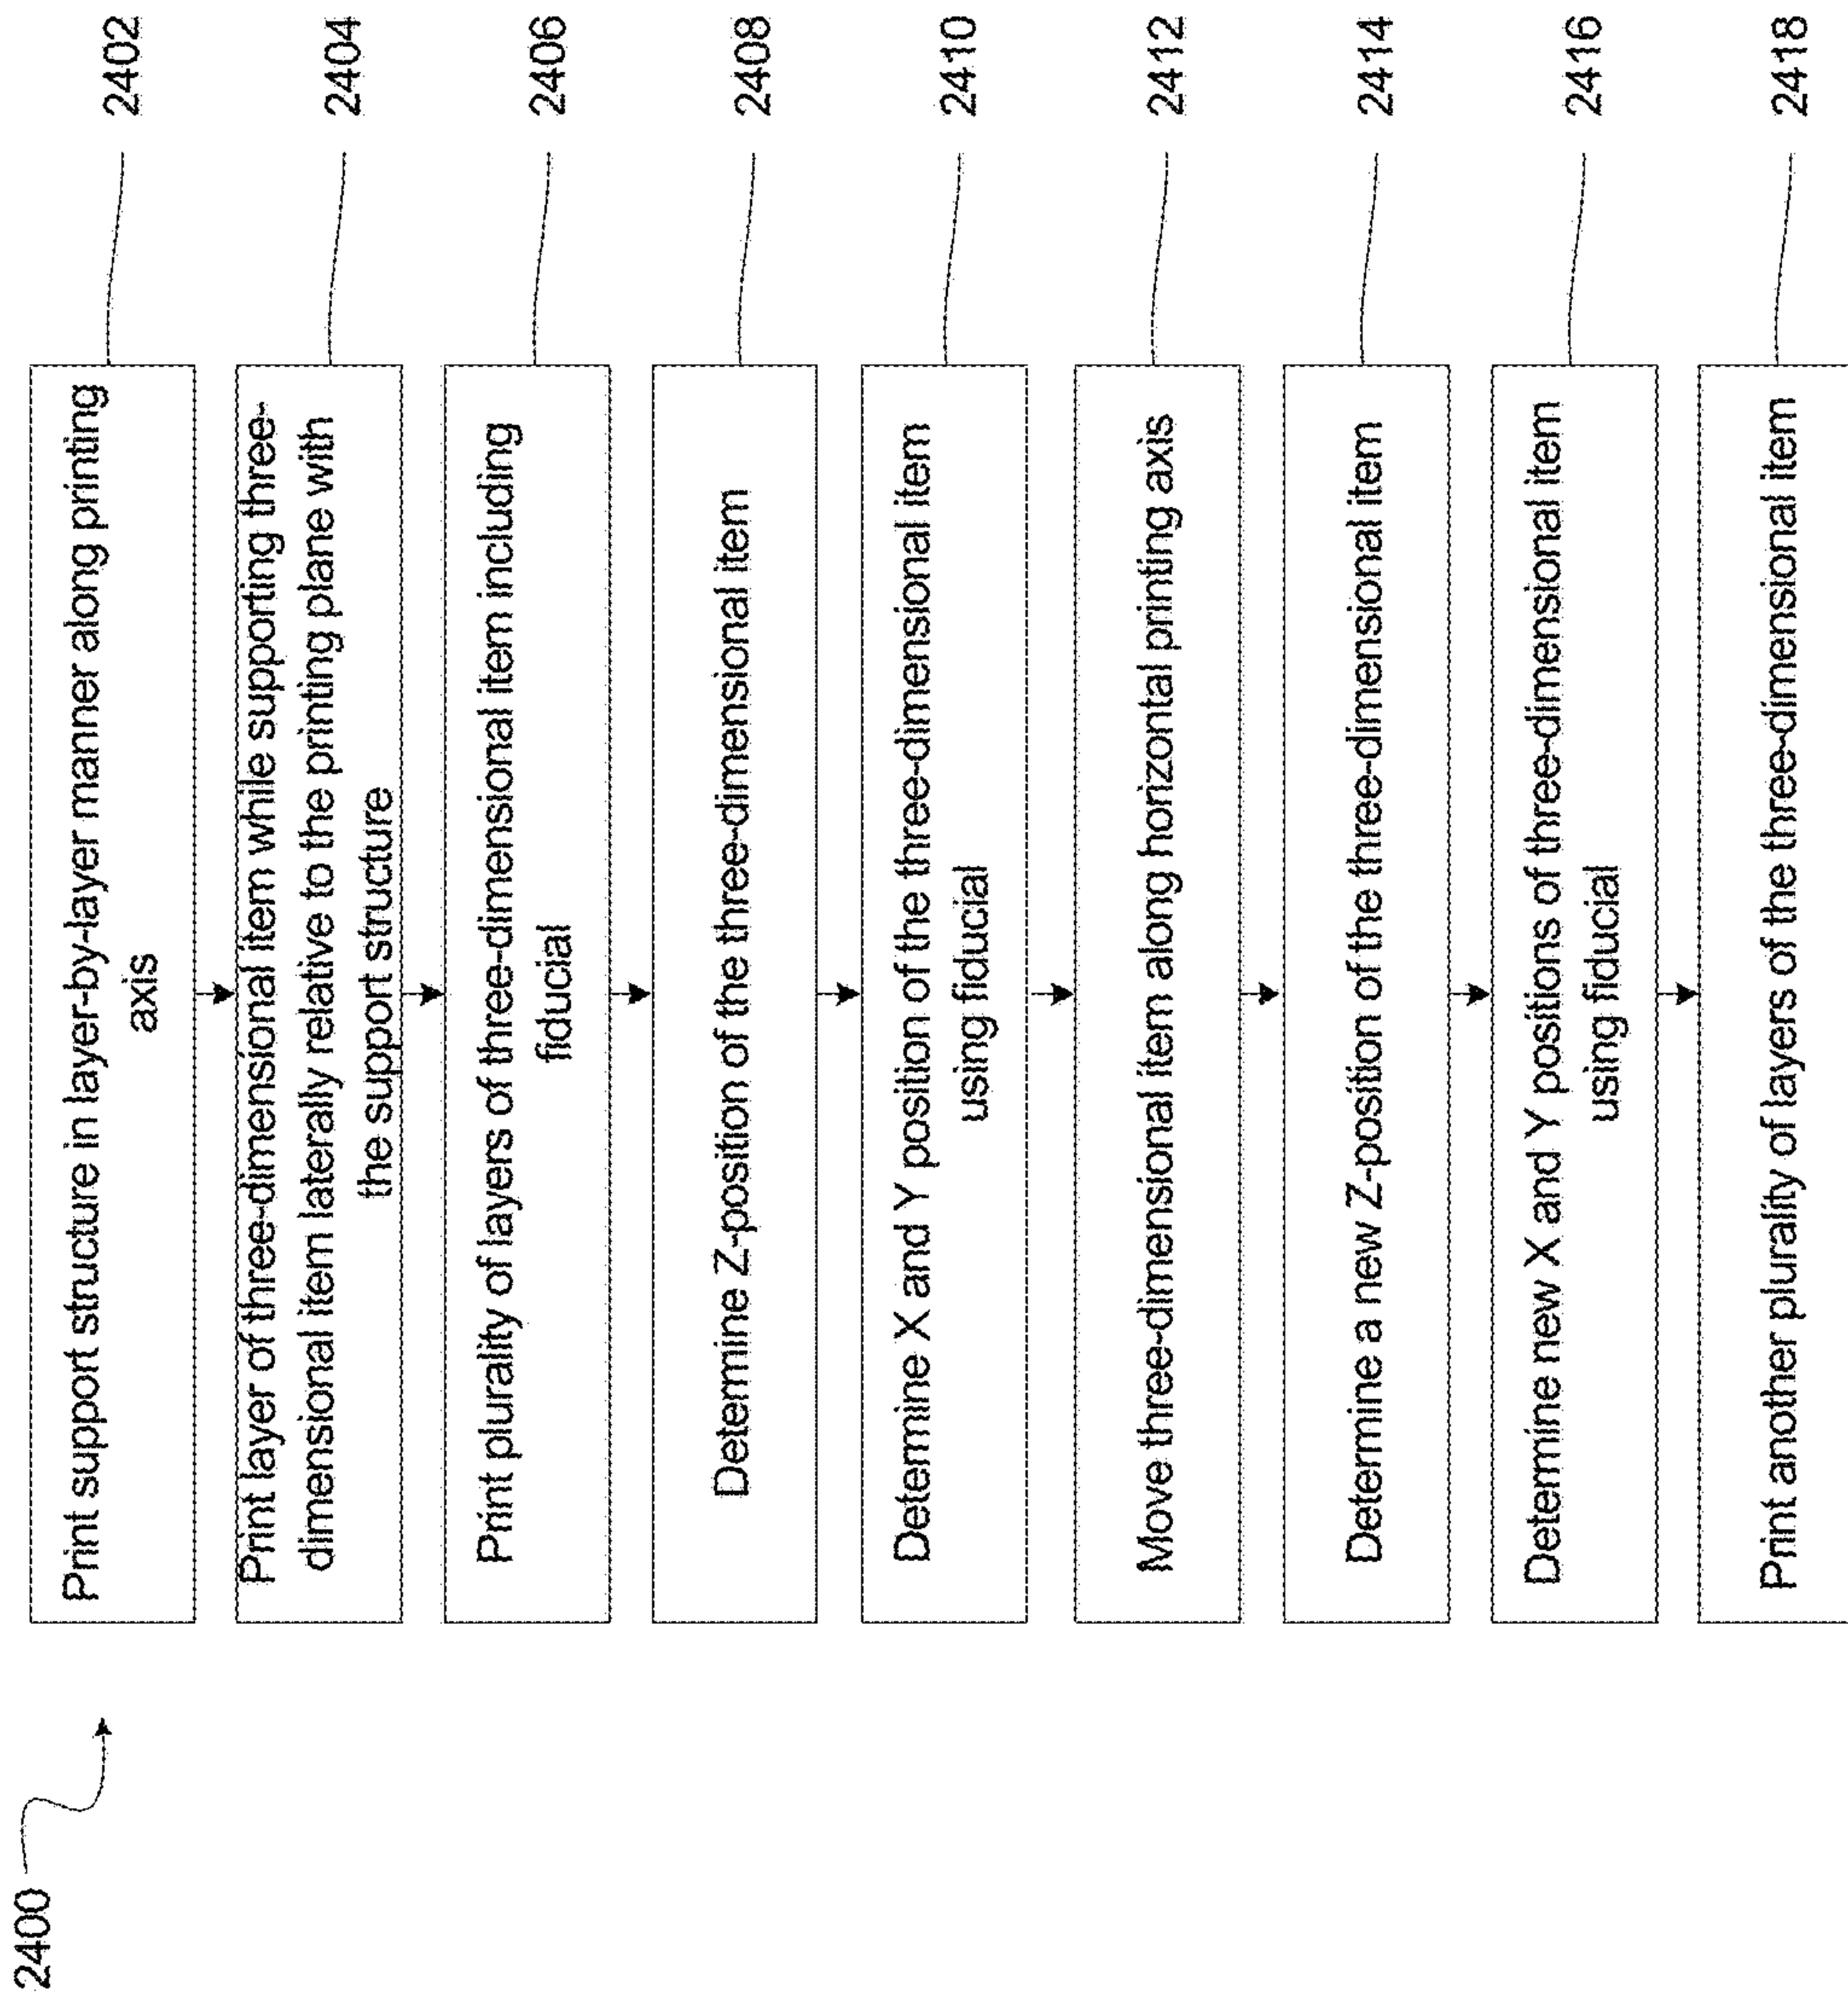 2400
Print support structure in layer-by-layer manner along printing
axis
2402
Print layer of three-dimensional item while supporting three-
dimensional item laterally relative to the printing plane with
the support structure
2404
Print plurality of layers of three-dimensional item including
fiducial
2406
Determine Z-position of the three-dimensional item
2408
Determine X and Y position of the three-dimensional item
using fiducial
2410
Move three-dimensional item along horizontal printing axis
2412
Determine a new Z-position of the three-dimensional item
2414
Determine new X and Y positions of three-dimensional item
using fiducial
2416
Print another plurality of layers of the three-dimensional item
2418